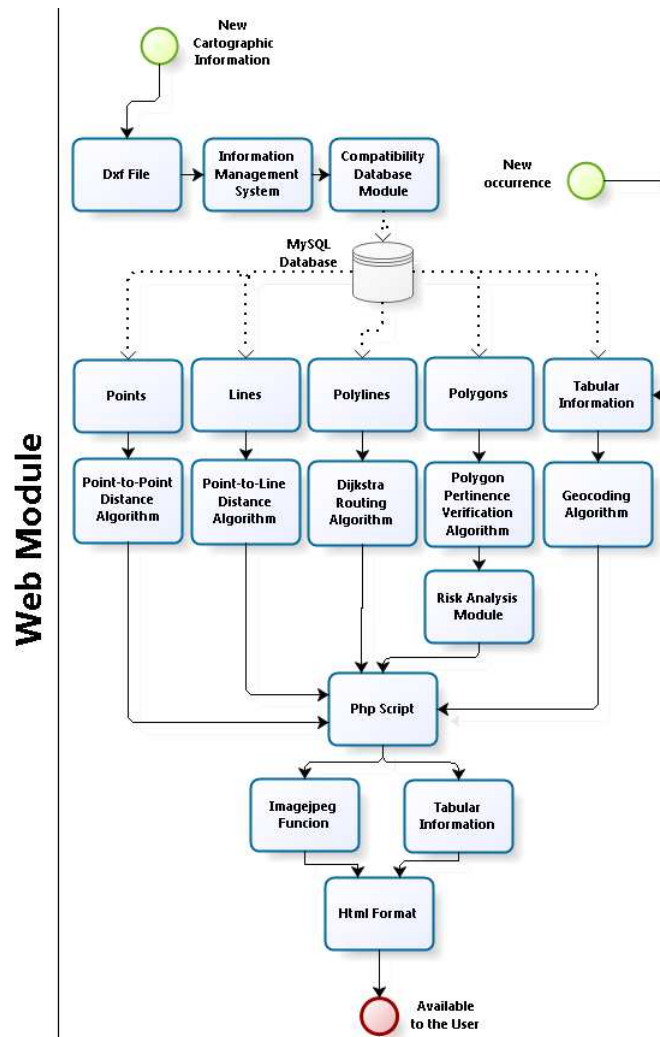 Web Module
New
Cartographic
Information
Dxf File
Information
Management
System
Compatibility
Database
Module
New
occurrence
MySQL
Database
Points
Lines
Polylines
Polygons
Tabular
Information
Point-to-Point
Distance
Algorithm
Point-to-Line
Distance
Algorithm
Dijkstra
Routing
Algorithm
Polygon
Pertinence
Verification
Algorithm
Geocoding
Algorithm
Risk Analysis
Module
Php Script
Imagejpeg
Funcion
Tabular
Information
Html Format
Available
to the User